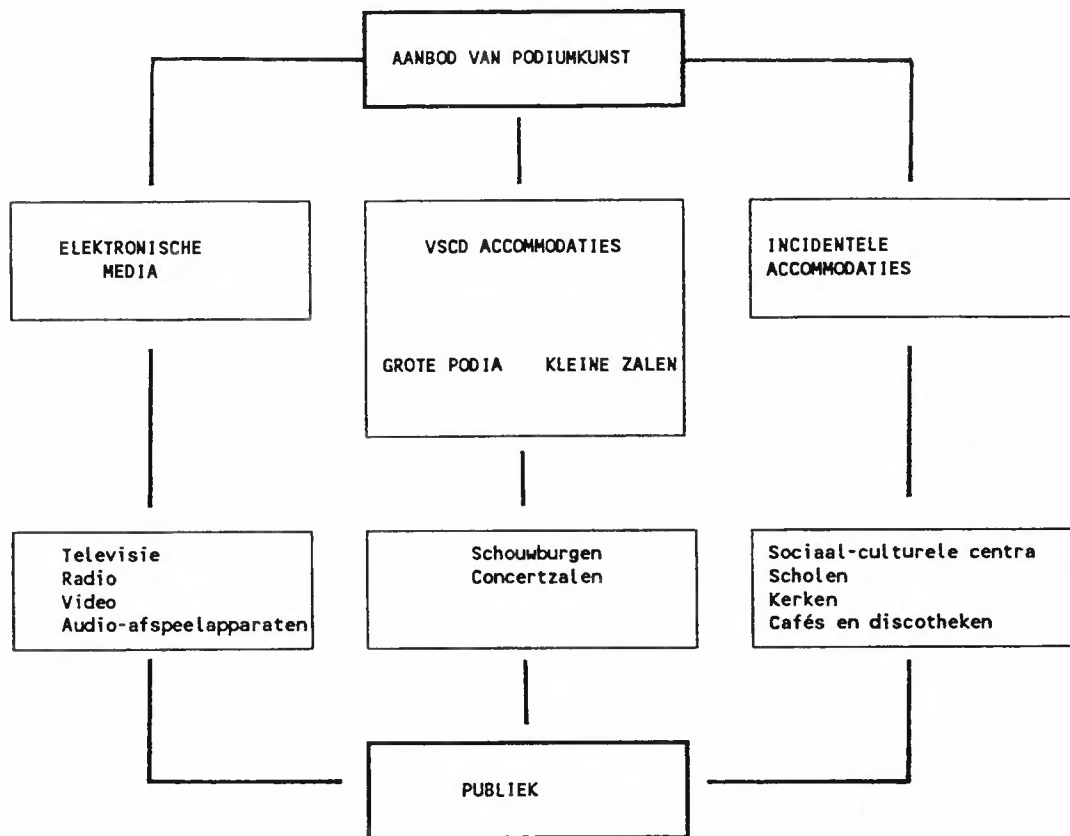 AANBOD VAN PODIUMKUNST
ELEKTRONISCHE
MEDIA
VSCD ACCOMMODATIES
GROTE PODIA KLEINE ZALEN
INCIDENTELE
ACCOMMODATIES
Televisie
Radio
Video
Audio-afspeelapparaten
Schouwburgen
Concertzalen
Sociaal-culturele centra
Scholen
Kerken
Cafés en discotheken
PUBLIEK